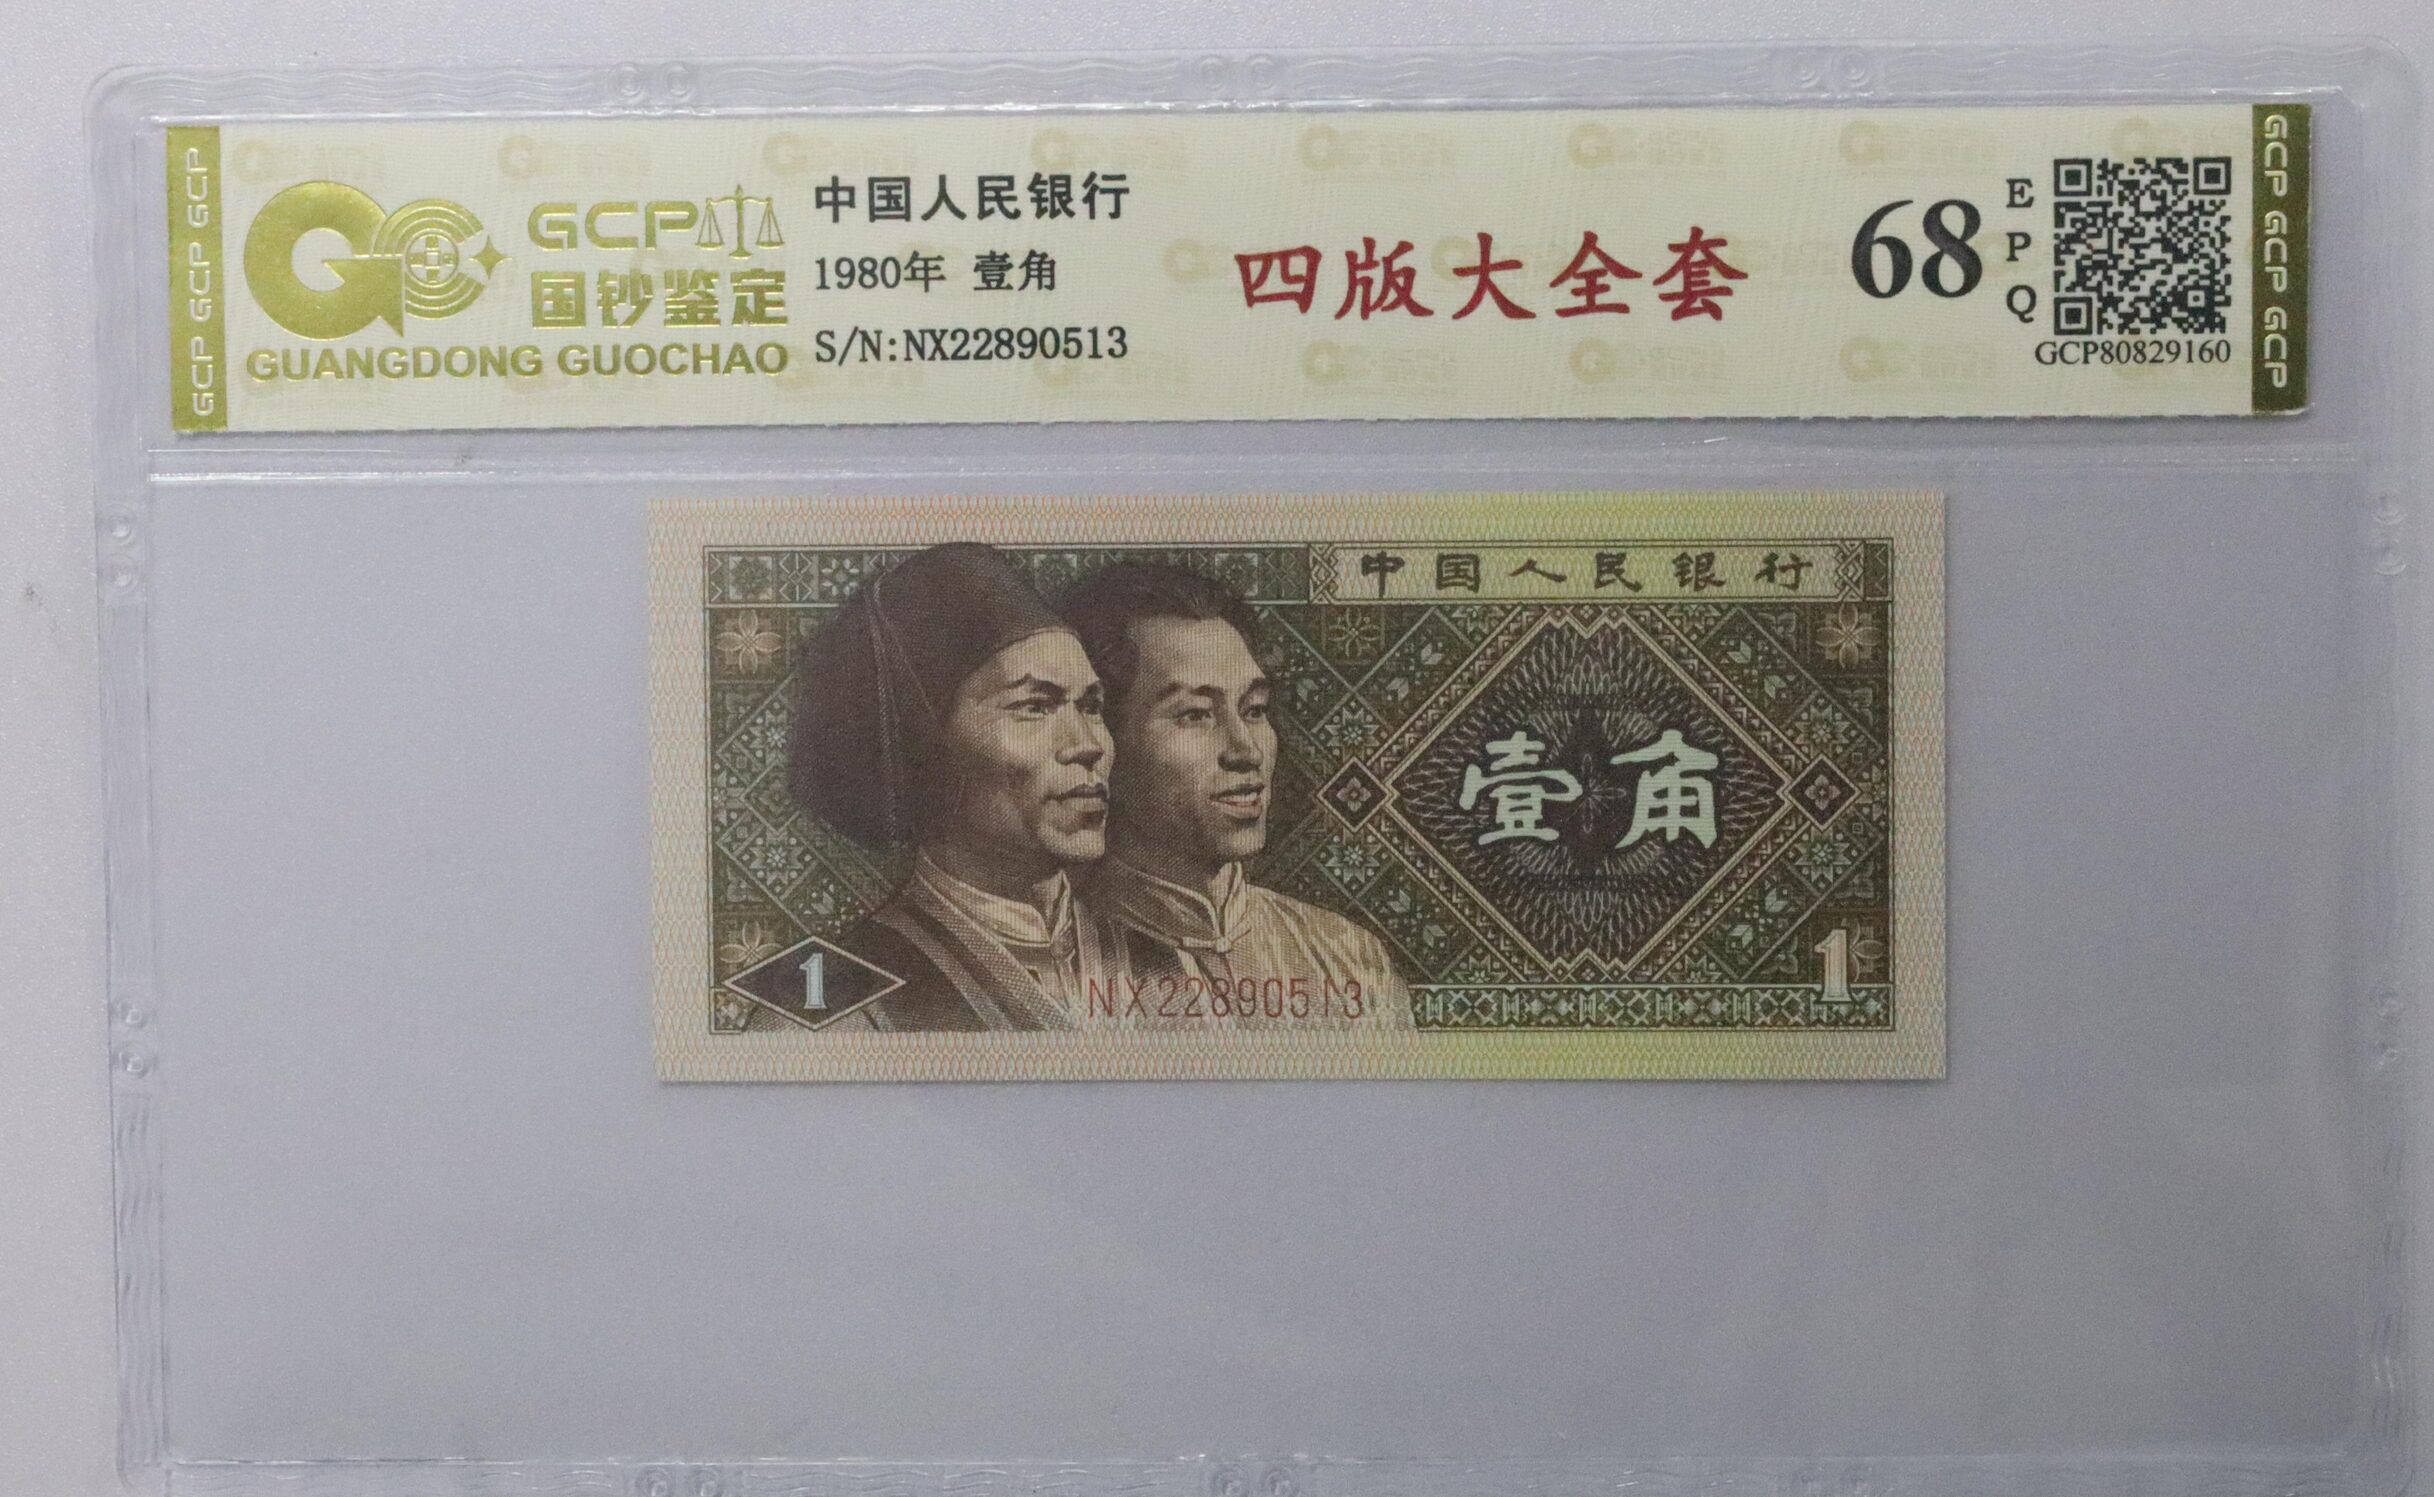 GCP GCP GCP
GCP
国钞鉴定
GUANGDONG GUOCHAO
中国人民银行
1980年 壹角
S/N:NX22890513
四版大全套
68
EPQ
GCP80829160
GCP GCP GCP
中国人民银行
壹角
1
NX22890513
1